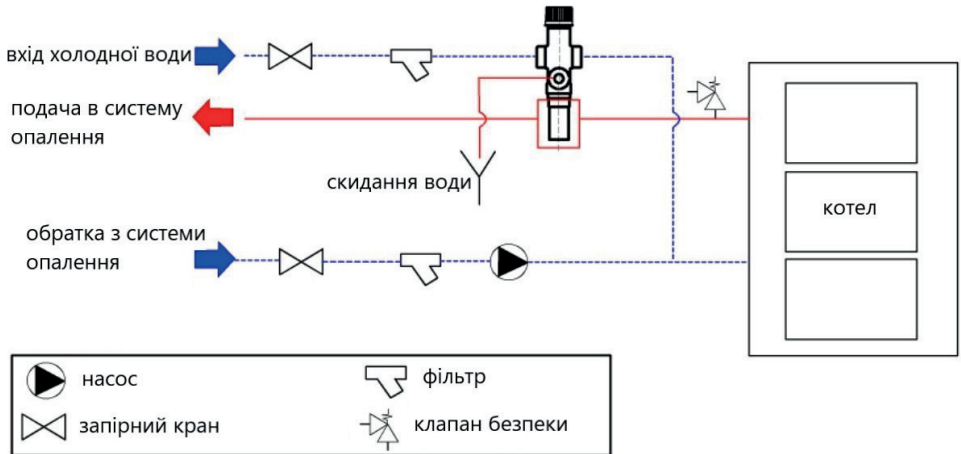 вхід холодної води
подача в систему
опалення
скидання води
котел
обратка з системи
опалення
насос
фільтр
запірний кран
клапан безпеки